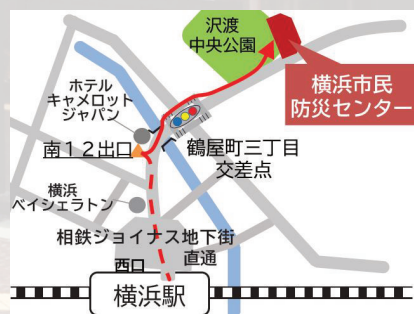 沢渡
中央公園
横浜市民
防災センター
ホテル
キャメロット
ジャパン
南12出口
鶴屋町三丁目
交差点
横浜
ベイシェラトン
相鉄ジョイナス地下街
直通
西口
横浜駅